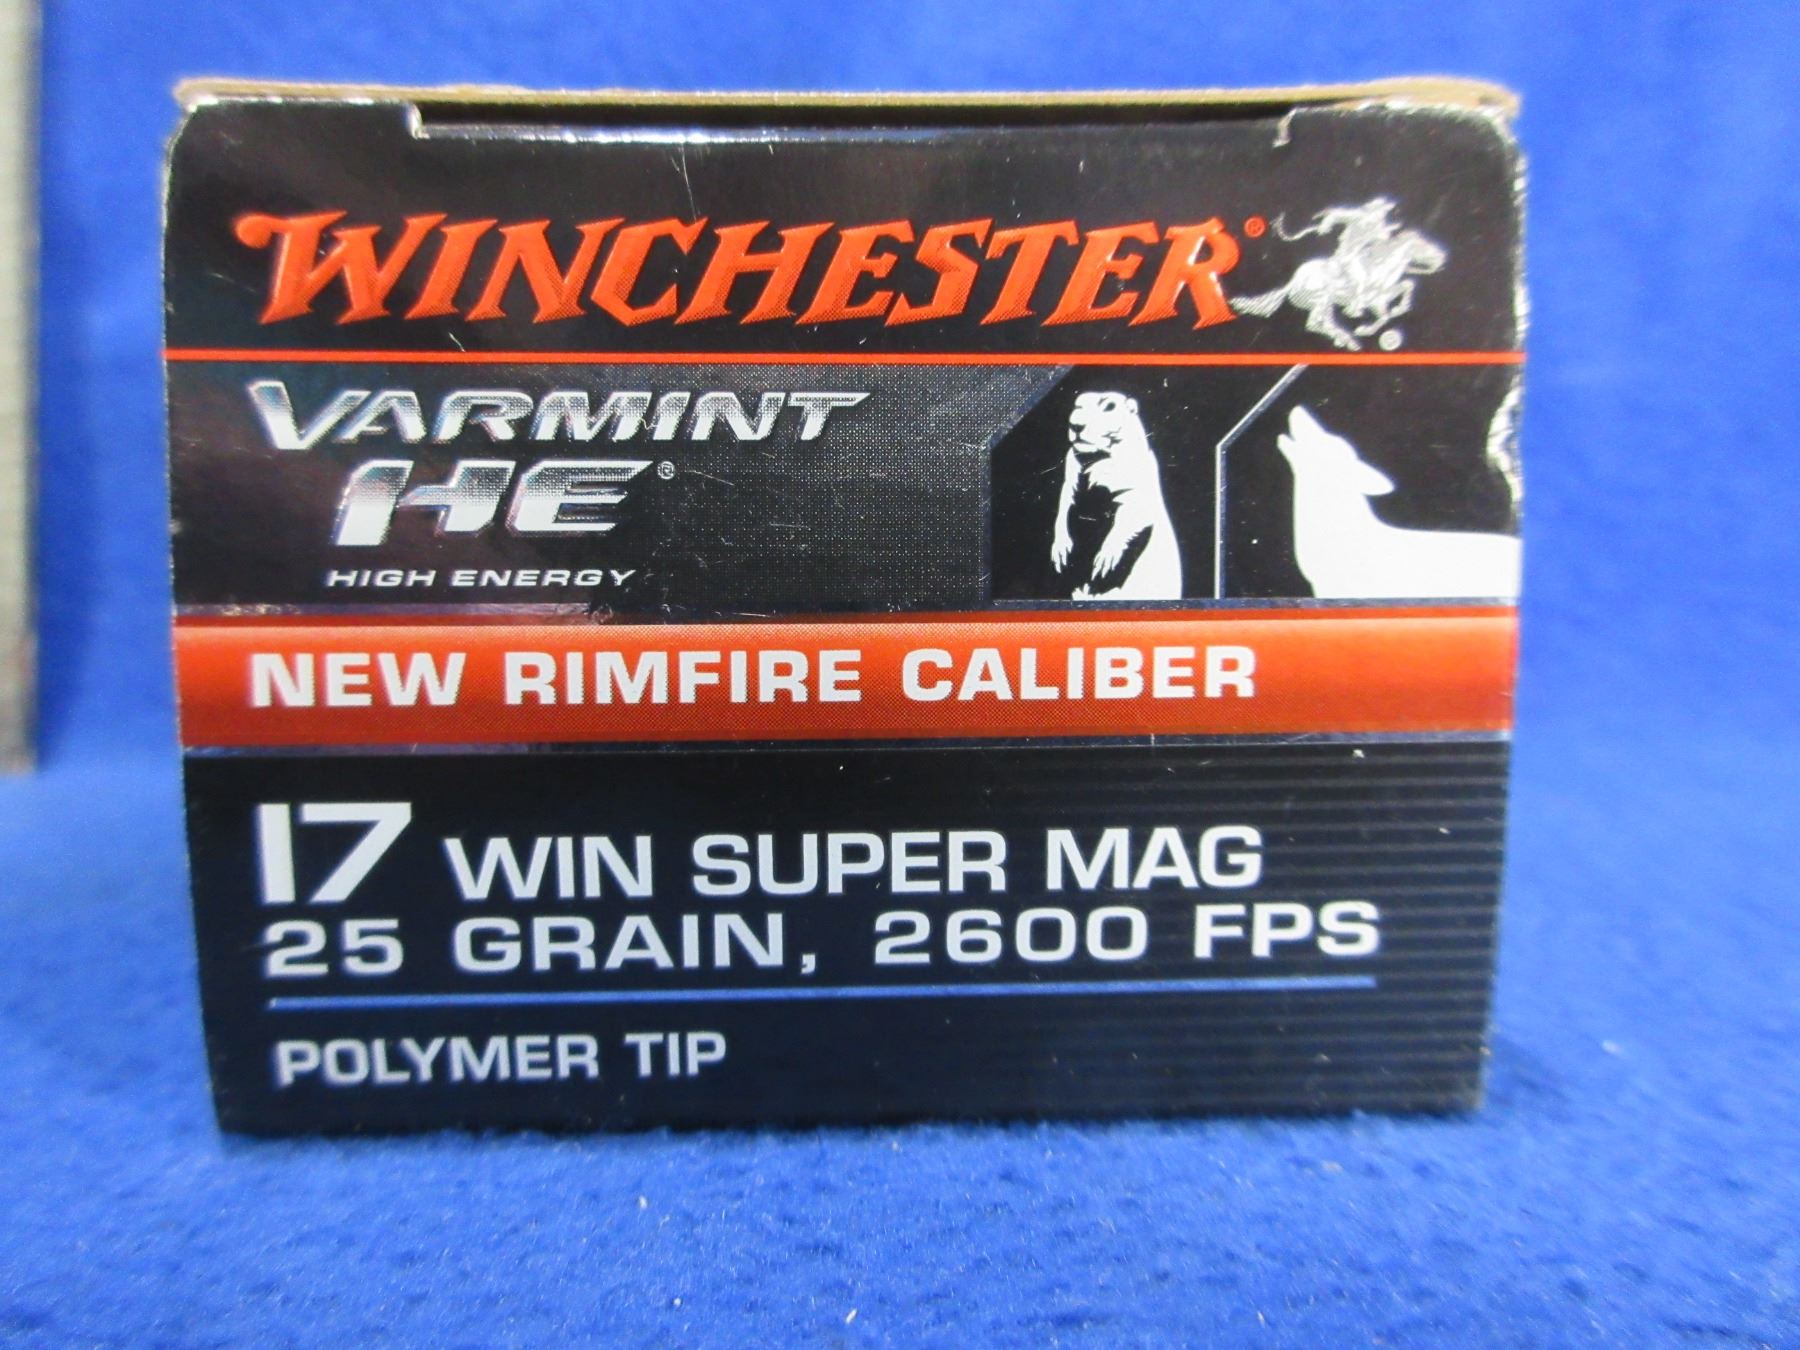 WINCHESTER®
®
VARMINT
HE®
HIGH ENERGY
NEW RIMFIRE CALIBER
17 WIN SUPER MAG
25 GRAIN, 2600 FPS
POLYMER TIP